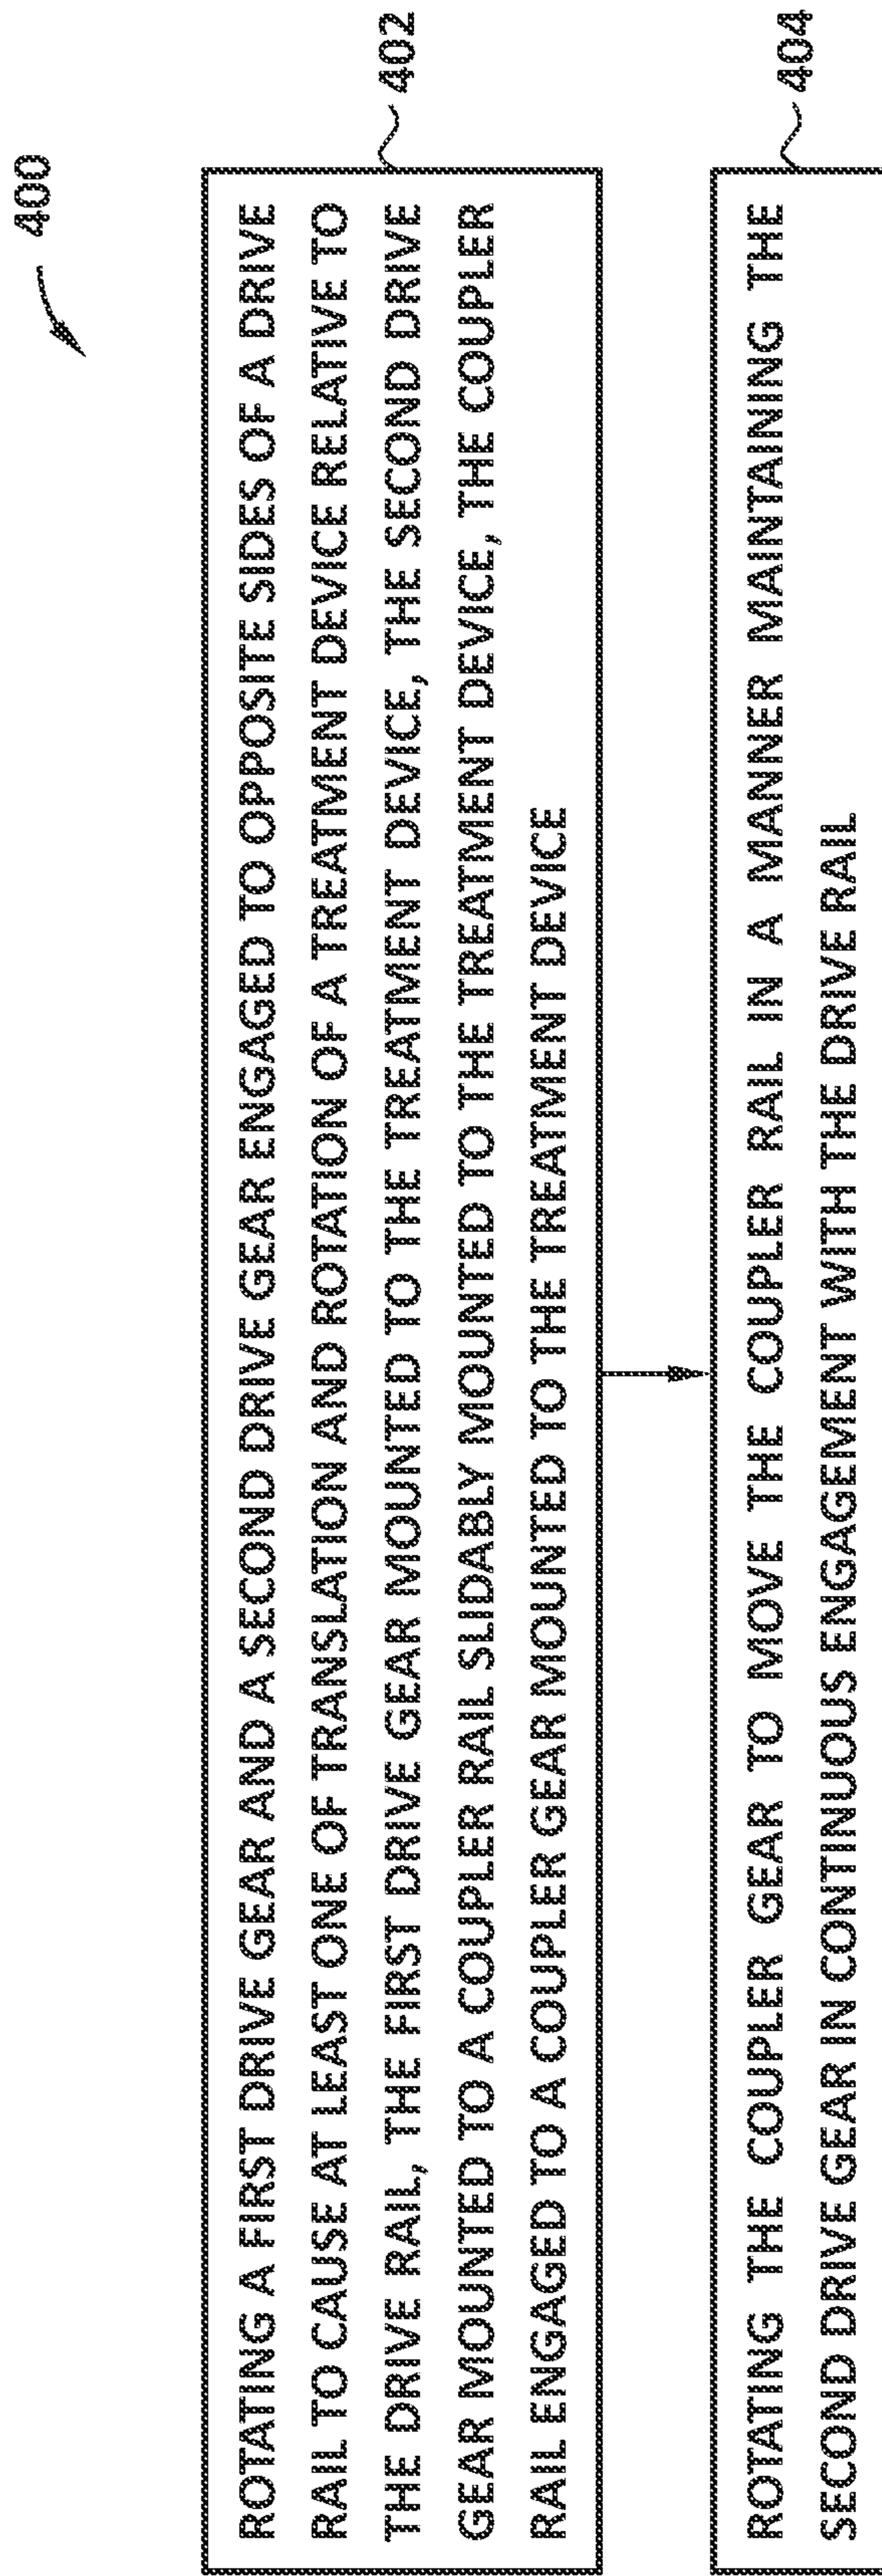 400
ROTATING A FIRST DRIVE GEAR AND A SECOND DRIVE GEAR ENGAGED TO OPPOSITE SIDES OF A DRIVE
RAIL TO CAUSE AT LEAST ONE OF TRANSLATION AND ROTATION OF A TREATMENT DEVICE RELATIVE TO
THE DRIVE RAIL, THE FIRST DRIVE GEAR MOUNTED TO THE TREATMENT DEVICE, THE SECOND DRIVE
GEAR MOUNTED TO A COUPLER RAIL SLIDABLY MOUNTED TO THE TREATMENT DEVICE, THE COUPLER
RAIL ENGAGED TO A COUPLER GEAR MOUNTED TO THE TREATMENT DEVICE
402
ROTATING THE COUPLER GEAR TO MOVE THE COUPLER RAIL IN A MANNER MAINTAINING THE
SECOND DRIVE GEAR IN CONTINUOUS ENGAGEMENT WITH THE DRIVE RAIL
404